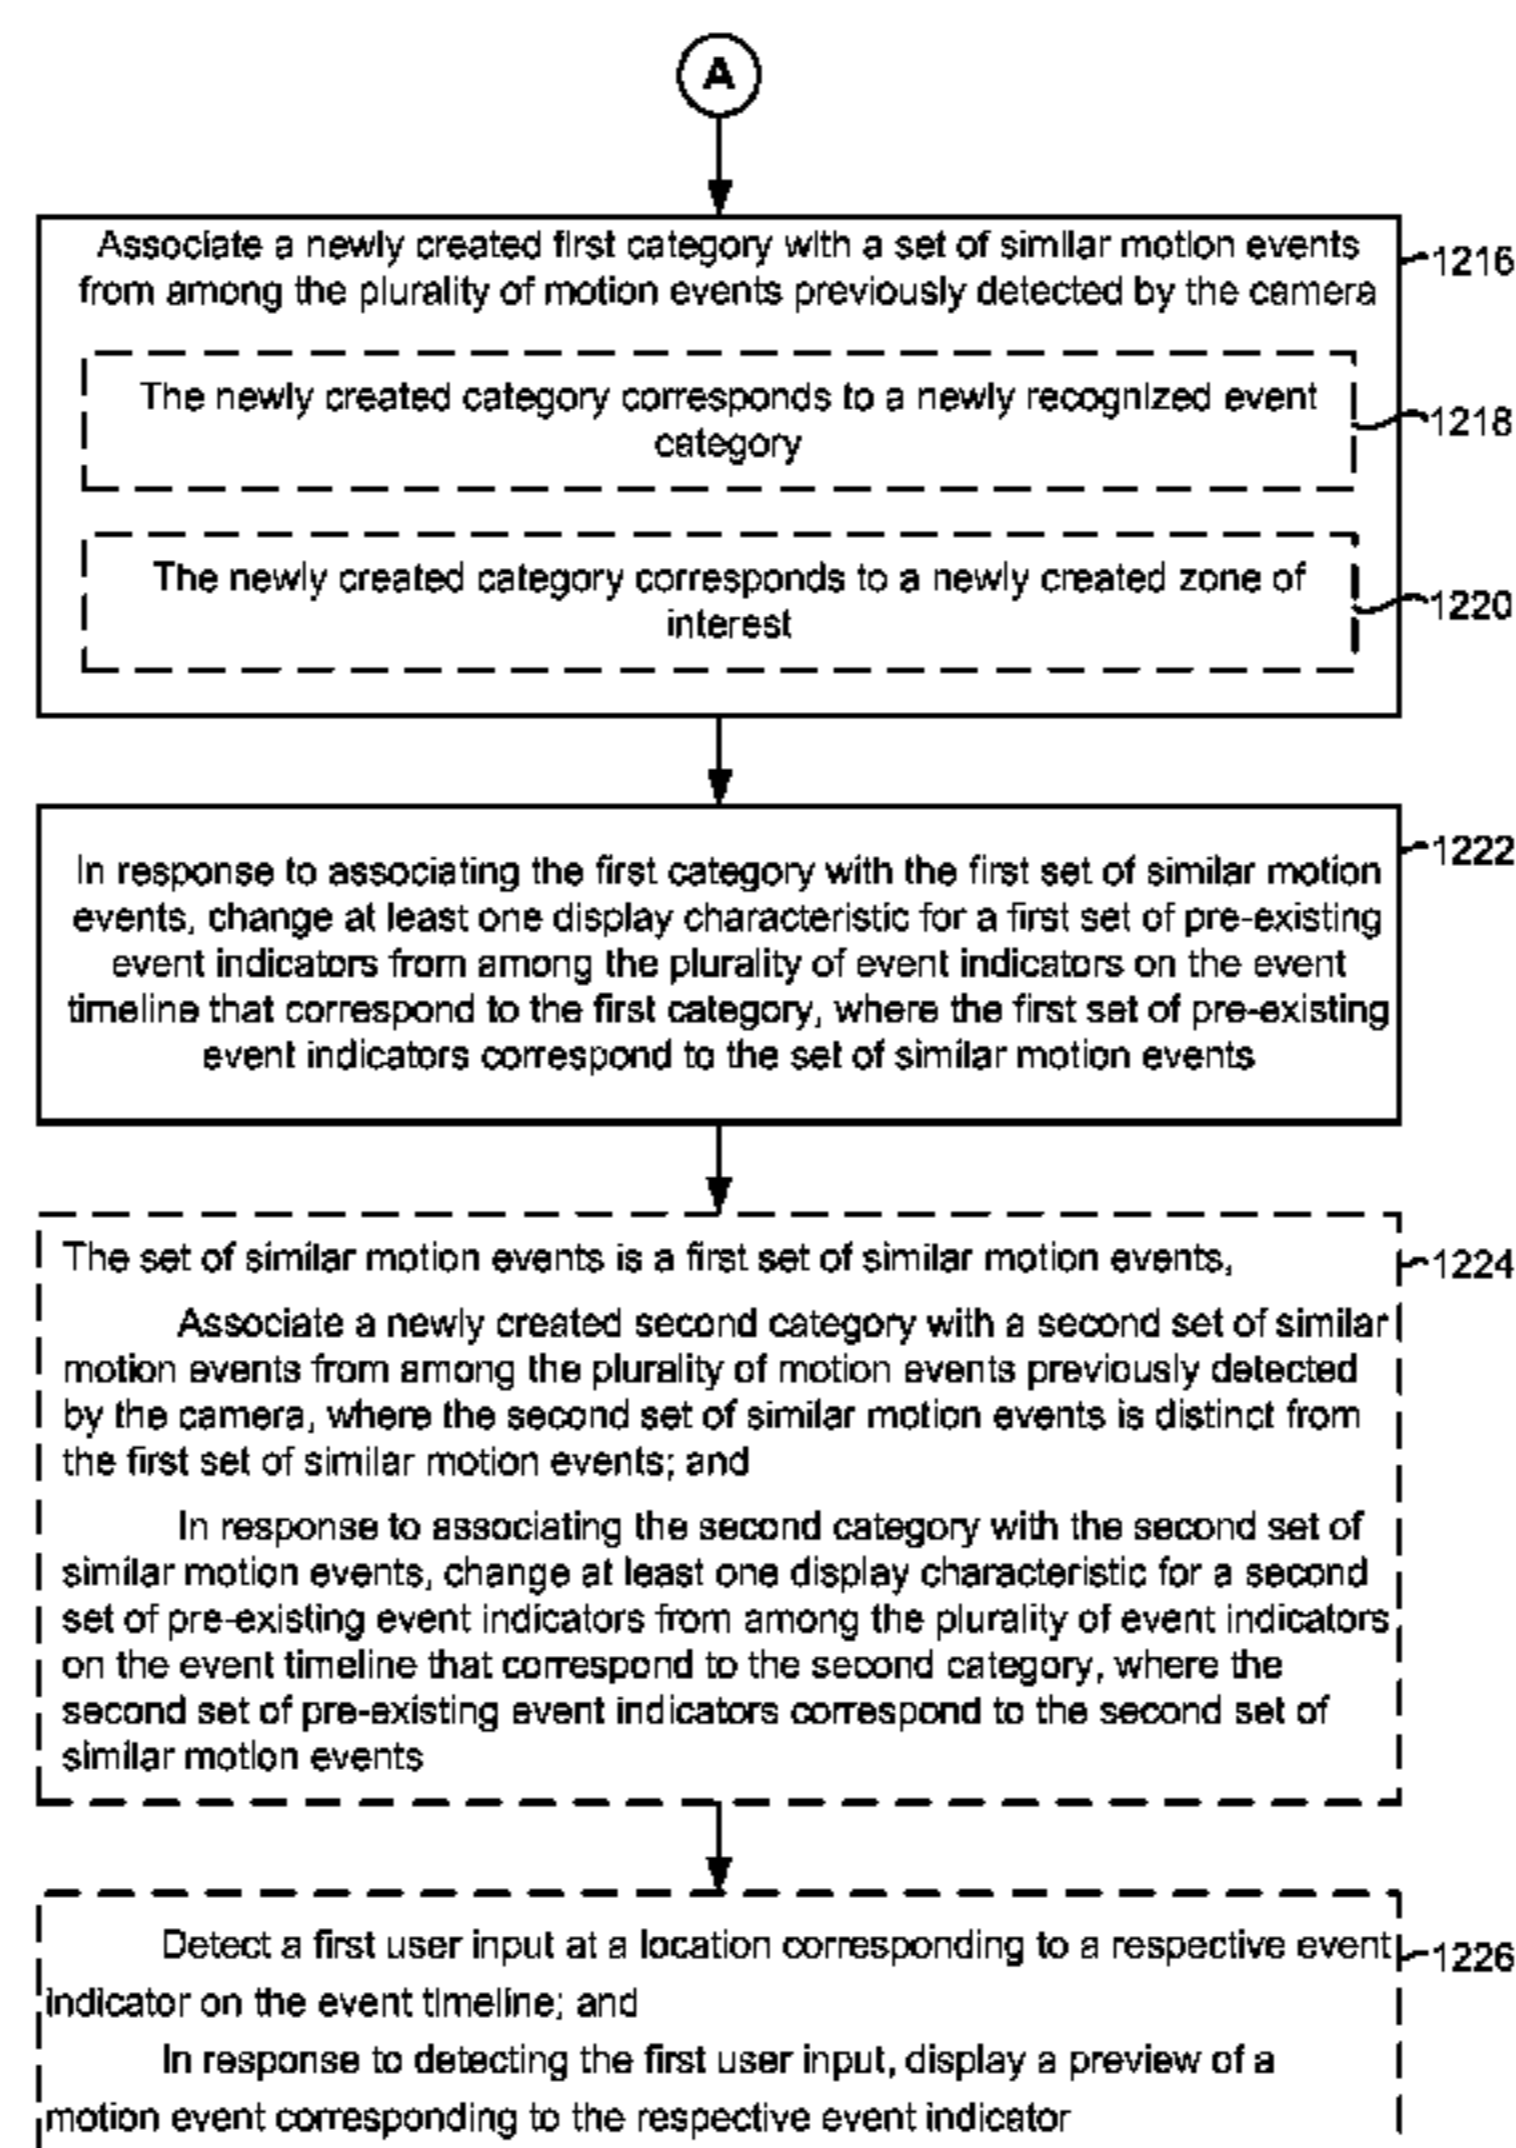 A
Associate a newly created first category with a set of similar motion events
from among the plurality of motion events previously detected by the camera
1216
The newly created category corresponds to a newly recognized event
category
1218
The newly created category corresponds to a newly created zone of
interest
1220
In response to associating the first category with the first set of similar motion
events, change at least one display characteristic for a first set of pre-existing
event indicators from among the plurality of event indicators on the event
timeline that correspond to the first category, where the first set of pre-existing
event indicators correspond to the set of similar motion events
1222
The set of similar motion events is a first set of similar motion events,
Associate a newly created second category with a second set of similar
motion events from among the plurality of motion events previously detected
by the camera, where the second set of similar motion events is distinct from
the first set of similar motion events; and
In response to associating the second category with the second set of
similar motion events, change at least one display characteristic for a second
set of pre-existing event indicators from among the plurality of event indicators
on the event timeline that correspond to the second category, where the
second set of pre-existing event indicators correspond to the second set of
similar motion events
1224
Detect a first user input at a location corresponding to a respective event
indicator on the event timeline; and
In response to detecting the first user input, display a preview of a
motion event corresponding to the respective event indicator
1226